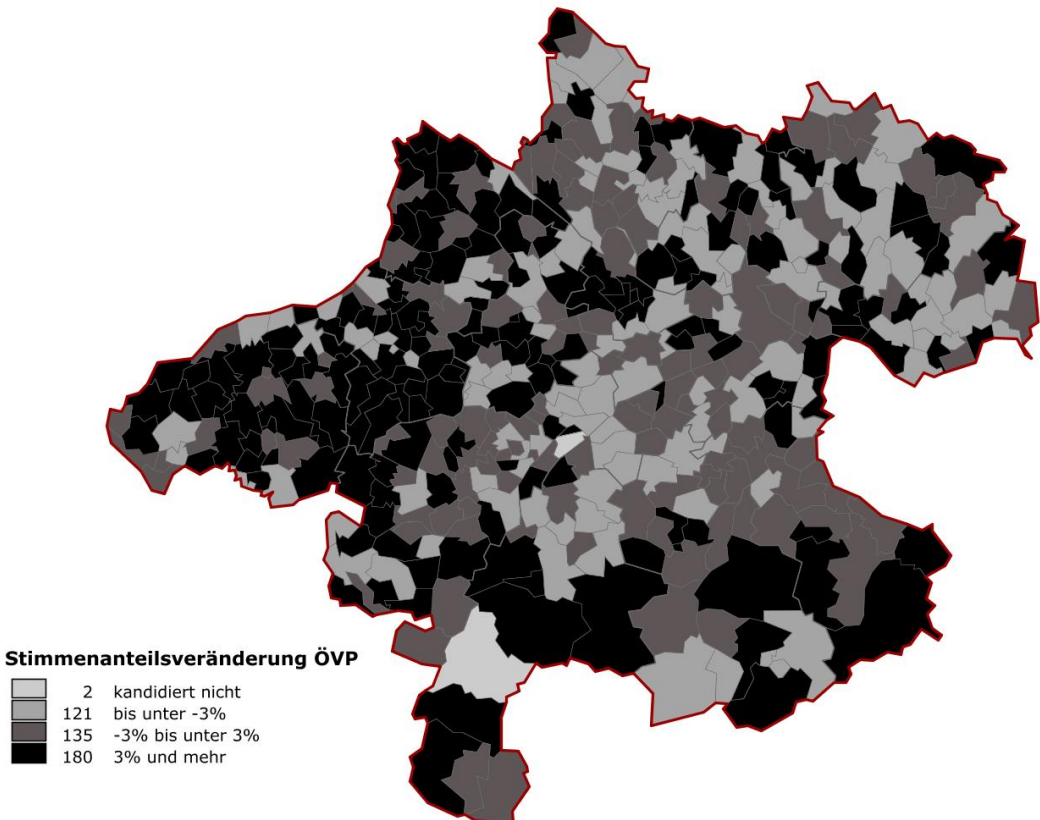 Stimmenanteilsveränderung ÖVP
2 kandidiert nicht
121 bis unter -3%
135 -3% bis unter 3%
180 3% und mehr